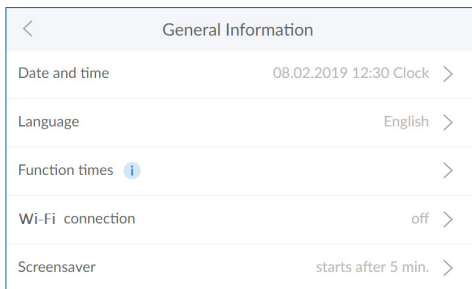 General Information
Date and time 08.02.2019 12:30 Clock
Language English
Function times i
Wi-Fi connection off
Screensaver starts after 5 min.